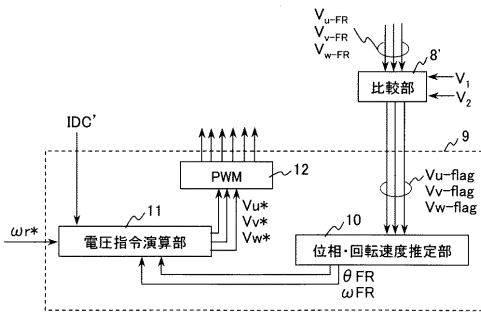 Vu-FR
Vv-FR
Vw-FR
8'
比較部
V1
V2
IDC'
9
PWM
12
Vu-flag
Vv-flag
Vw-flag
Vu*
Vv*
Vw*
11
ωr*
電圧指令演算部
10
位相・回転速度推定部
θFR
ωFR